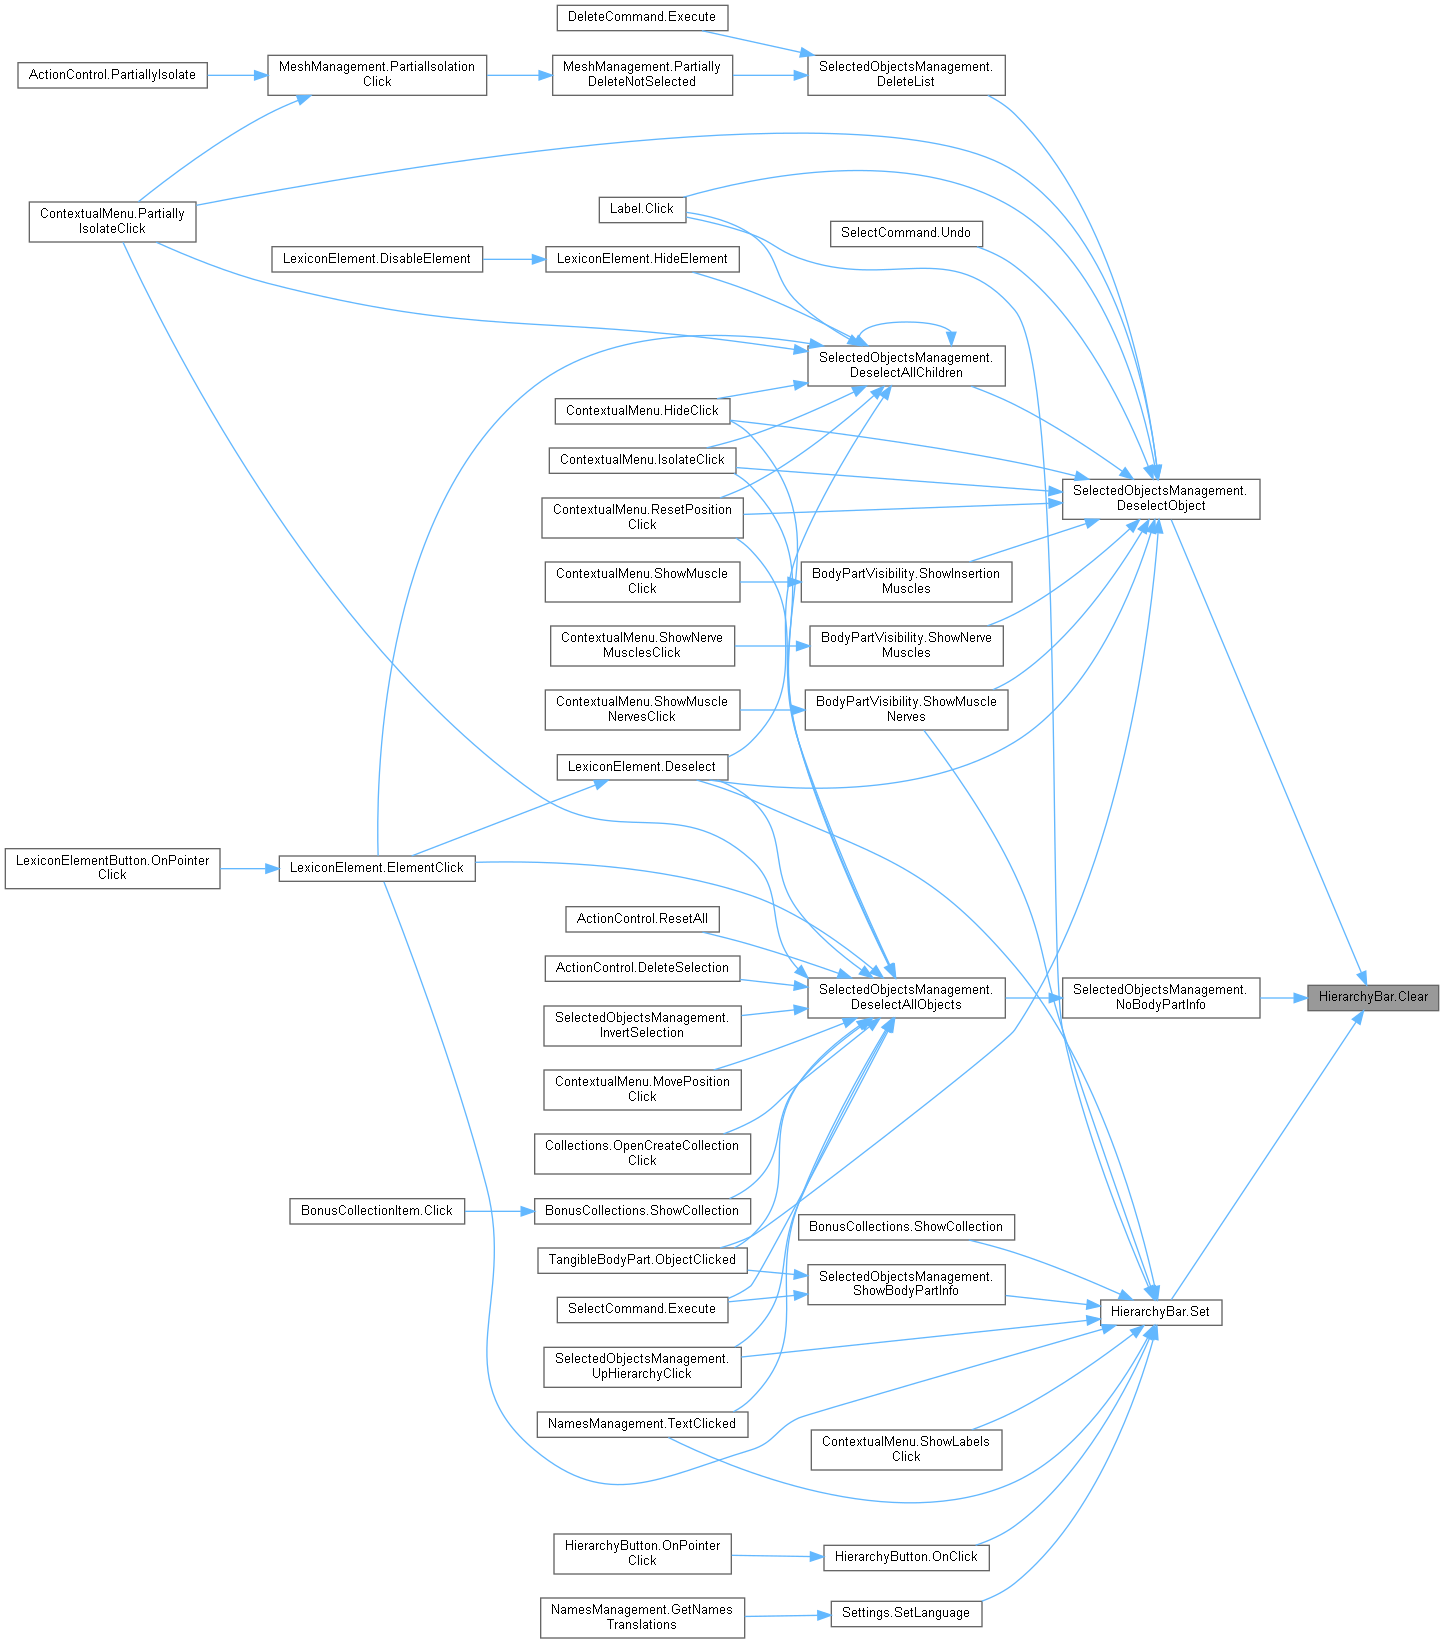 DeleteCommand.Execute
ActionControl.PartiallyIsolate
MeshManagement.PartialIsolation
Click
MeshManagement.Partially
DeleteNotSelected
SelectedObjectsManagement.
DeleteList
ContextualMenu.Partially
IsolateClick
Label.Click
SelectCommand.Undo
LexiconElement.DisableElement
LexiconElement.HideElement
SelectedObjectsManagement.
DeselectAllChildren
ContextualMenu.HideClick
ContextualMenu.IsolateClick
SelectedObjectsManagement.
DeselectObject
ContextualMenu.ResetPosition
Click
ContextualMenu.ShowMuscle
Click
BodyPartVisibility.ShowInsertion
Muscles
ContextualMenu.ShowNerve
MusclesClick
BodyPartVisibility.ShowNerve
Muscles
ContextualMenu.ShowMuscle
NervesClick
BodyPartVisibility.ShowMuscle
Nerves
LexiconElement.Deselect
LexiconElementButton.OnPointer
Click
LexiconElement.ElementClick
ActionControl.ResetAll
ActionControl.DeleteSelection
SelectedObjectsManagement.
DeselectAllObjects
SelectedObjectsManagement.
NoBodyPartInfo
HierarchyBar.Clear
SelectedObjectsManagement.
InvertSelection
ContextualMenu.MovePosition
Click
Collections.OpenCreateCollection
Click
BonusCollectionItem.Click
BonusCollections.ShowCollection
BonusCollections.ShowCollection
TangibleBodyPart.ObjectClicked
SelectedObjectsManagement.
ShowBodyPartInfo
SelectCommand.Execute
HierarchyBar.Set
SelectedObjectsManagement.
UpHierarchyClick
NamesManagement.TextClicked
ContextualMenu.ShowLabels
Click
HierarchyButton.OnPointer
Click
HierarchyButton.OnClick
NamesManagement.GetNames
Translations
Settings.SetLanguage